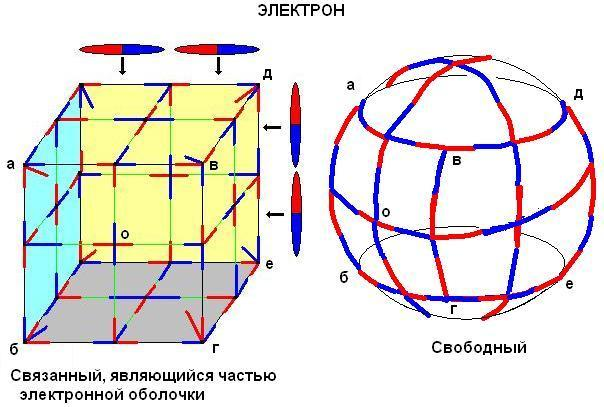 ЭЛЕКТРОН
д
а
д
а
в
в
о
о
е
б
е
г
б
г
Свободный
Связанный, являющийся частью
электронной оболочки